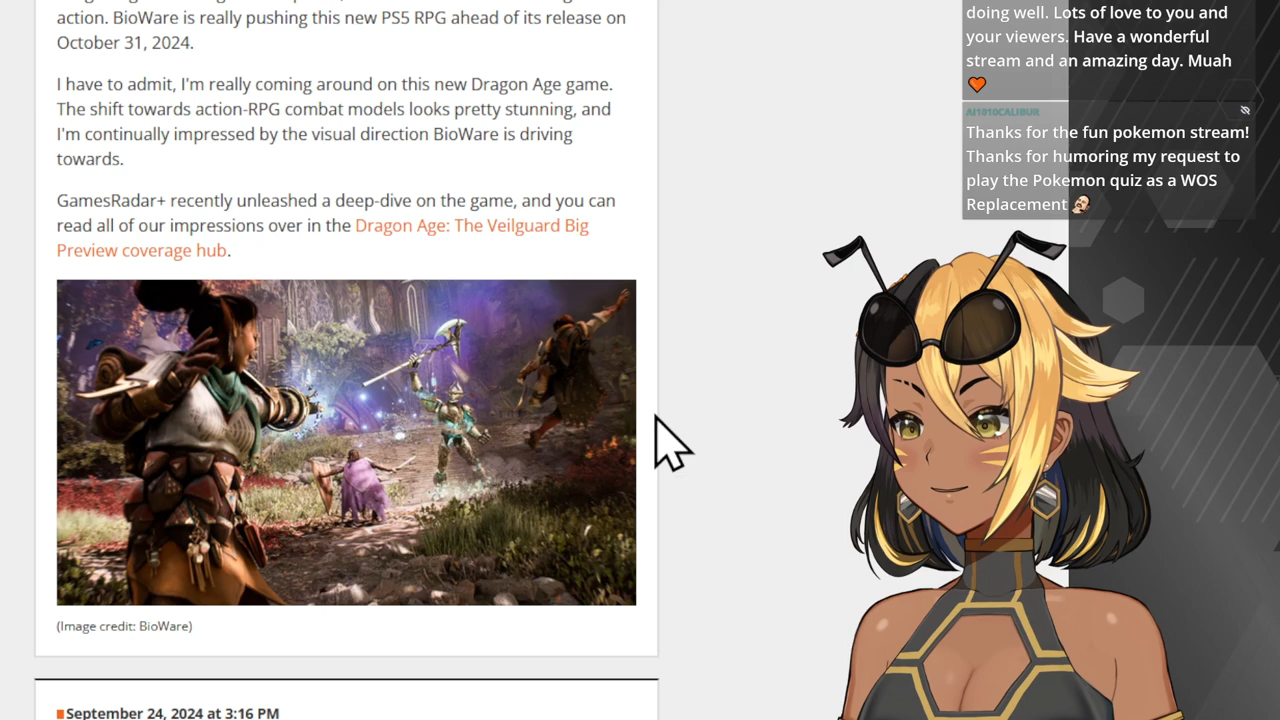 action. BioWare is really pushing this new PS5 RPG ahead of its release on
October 31, 2024.
I have to admit, I'm really coming around on this new Dragon Age game.
The shift towards action-RPG combat models looks pretty stunning, and
I'm continually impressed by the visual direction BioWare is driving
towards.
GamesRadar+ recently unleashed a deep-dive on the game, and you can
read all of our impressions over in the Dragon Age: The Veilguard Big
Preview coverage hub.
(Image credit: BioWare)
September 24, 2024 at 3:16 PM
doing well. Lots of love to you and
your viewers. Have a wonderful
stream and an amazing day. Muah
Thanks for the fun pokemon stream!
Thanks for humoring my request to
play the Pokemon quiz as a WOS
Replacement